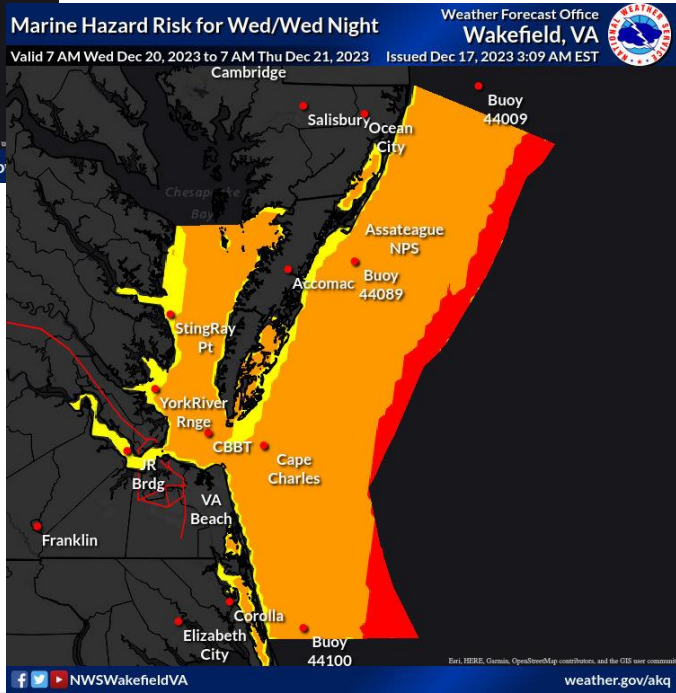 Marine Hazard Risk for Wed/Wed Night
Weather Forecast Office
Wakefield, VA
Valid 7 AM Wed Dec 20, 2023 to 7 AM Thu Dec 21, 2023
Issued Dec 17, 2023 3:09 AM EST
NATIONAL WEATHER SERVICE
Cambridge
Salisbury
Ocean
City
Buoy
44009
Chesapeake
Bay
Assateague
NPS
Accomac
Buoy
44089
StingRay
Pt
YorkRiver
Rnge
CBBT
Cape
Charles
JR
Brdg
VA
Beach
Franklin
Corolla
Elizabeth
City
Buoy
44100
Esri, HERE, Garmin, OpenStreetMap contributors, and the GIS user communi
NWSWakefieldVA
weather.gov/akq